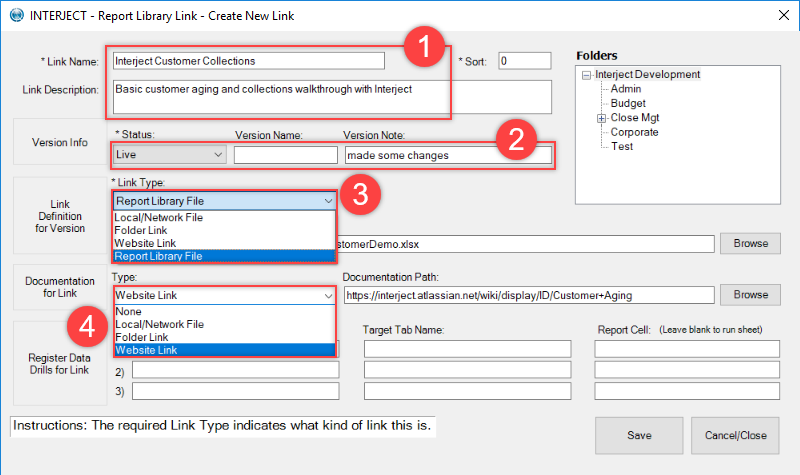 INTERJECT - Report Library Link - Create New Link
1
* Link Name: Interject Customer Collections * Sort: 0
Link Description: Basic customer aging and collections walkthrough with Interject
Folders
Interject Development
Admin
Budget
Close Mgt
Corporate
Test
2
Version Info
* Status: Version Name: Version Note:
Live made some changes
3
Link
Definition
for Version
* Link Type:
Report Library File
Local/Network File
Folder Link
Website Link
Report Library File
stomerDemo.xlsx Browse
Documentation
for Link
Type: Documentation Path:
Website Link https://interject.atlassian.net/wiki/display/ID/Customer+Aging Browse
None
Local/Network File
Folder Link
Website Link
4
Register Data
Drills for Link
Target Tab Name: Report Cell: (Leave blank to run sheet)
2)
3)
Instructions: The required Link Type indicates what kind of link this is.
Save Cancel/Close